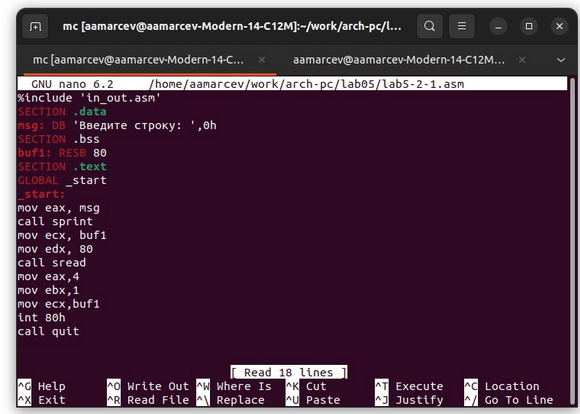 mc [aamarcev@aamarcev-Modern-14-C12M]:~/work/arch-pc/l...
mc [aamarcev@aamarcev-Modern-14-C... × aamarcev@aamarcev-Modern-14-C12M... ×
GNU nano 6.2 /home/aamarcev/work/arch-pc/lab05/lab5-2-1.asm
%include 'in_out.asm'
SECTION .data
msg: DB 'Введите строку: ',0h
SECTION .bss
buf1: RESB 80
SECTION .text
GLOBAL _start
_start:
mov eax, msg
call sprint
mov ecx, buf1
mov edx, 80
call sread
mov eax,4
mov ebx,1
mov ecx,buf1
int 80h
call quit
[ Read 18 lines ]
^G Help ^O Write Out ^W Where Is ^K Cut ^T Execute ^C Location
^X Exit ^R Read File ^\ Replace ^U Paste ^J Justify ^/ Go To Line